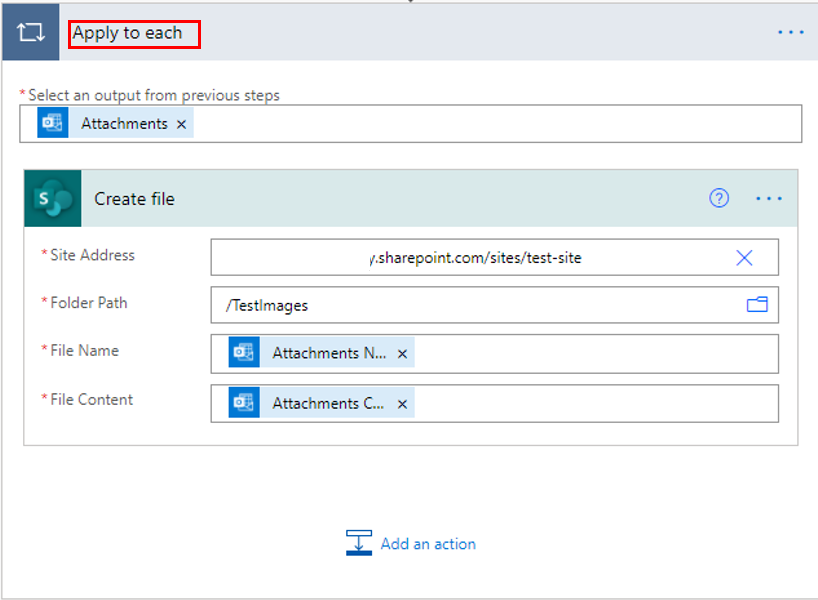 Apply to each
* Select an output from previous steps
Attachments ×
S
Create file
* Site Address
y.sharepoint.com/sites/test-site
* Folder Path
/TestImages
* File Name
Attachments N... ×
* File Content
Attachments C... ×
Add an action